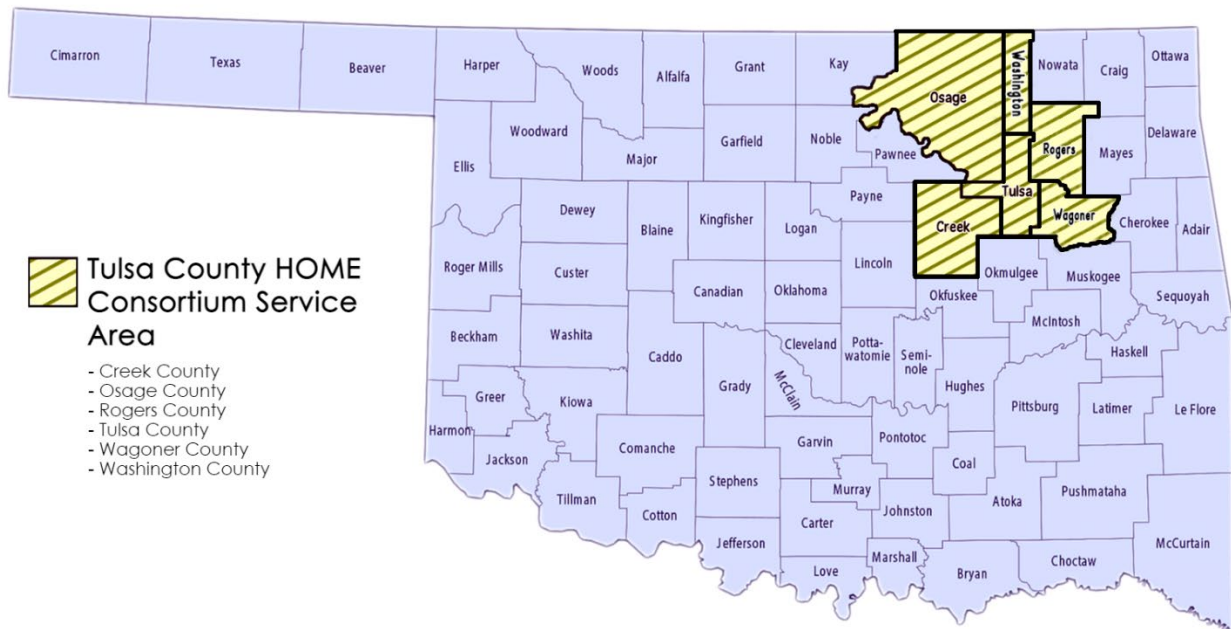 Cimarron
Texas
Beaver
Harper
Woods
Alfalfa
Grant
Kay
Osage
Washington
Nowata
Craig
Ottawa
Woodward
Ellis
Major
Garfield
Noble
Pawnee
Rogers
Mayes
Delaware
Dewey
Blaine
Kingfisher
Logan
Payne
Creek
Tulsa
Wagoner
Cherokee
Adair
Roger Mills
Custer
Canadian
Oklahoma
Lincoln
Okfuskee
Okmulgee
Muskogee
Sequoyah
Beckham
Washita
Caddo
Grady
Cleveland
McClain
Potta-
watomie
Semi-
nole
Hughes
McIntosh
Haskell
Pittsburg
Latimer
Le Flore
Greer
Kiowa
Harmon
Jackson
Comanche
Tillman
Cotton
Stephens
Jefferson
Garvin
Murray
Carter
Love
Pontotoc
Johnston
Marshall
Coal
Atoka
Bryan
Pushmataha
Choctaw
McCurtain
Tulsa County HOME
Consortium Service
Area
- Creek County
- Osage County
- Rogers County
- Tulsa County
- Wagoner County
- Washington County